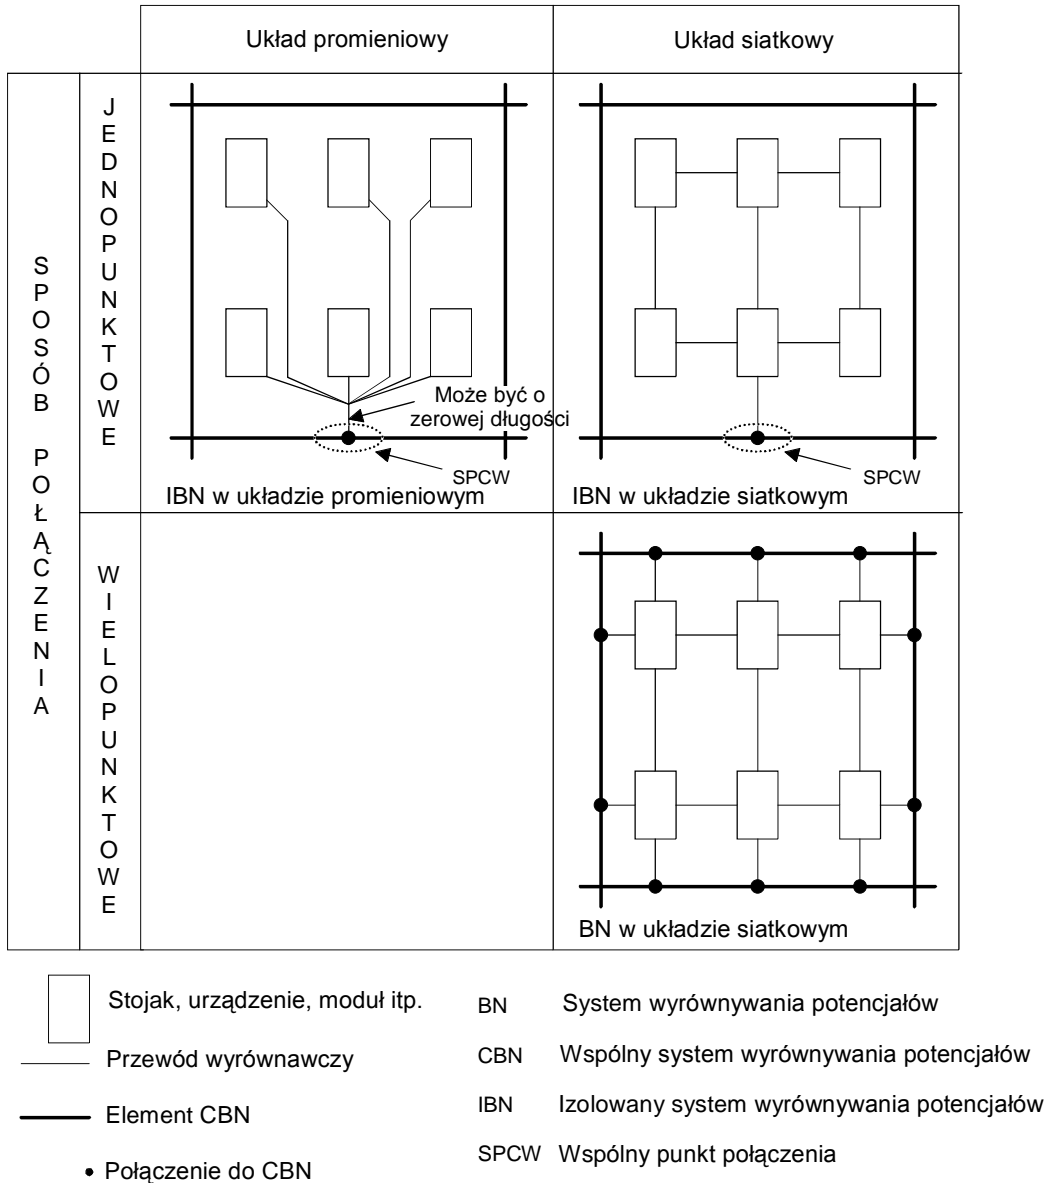 Układ promieniowy
Układ siatkowy
SPOSÓB POŁĄCZENIA
JEDNOPUNKTOWE
Może być o
zerowej długości
SPCW
IBN w układzie promieniowym
SPCW
IBN w układzie siatkowym
WIELOPUNKTOWE
BN w układzie siatkowym
Stojak, urządzenie, moduł itp.
Przewód wyrównawczy
Element CBN
Połączenie do CBN
BN System wyrównywania potencjałów
CBN Wspólny system wyrównywania potencjałów
IBN Izolowany system wyrównywania potencjałów
SPCW Wspólny punkt połączenia